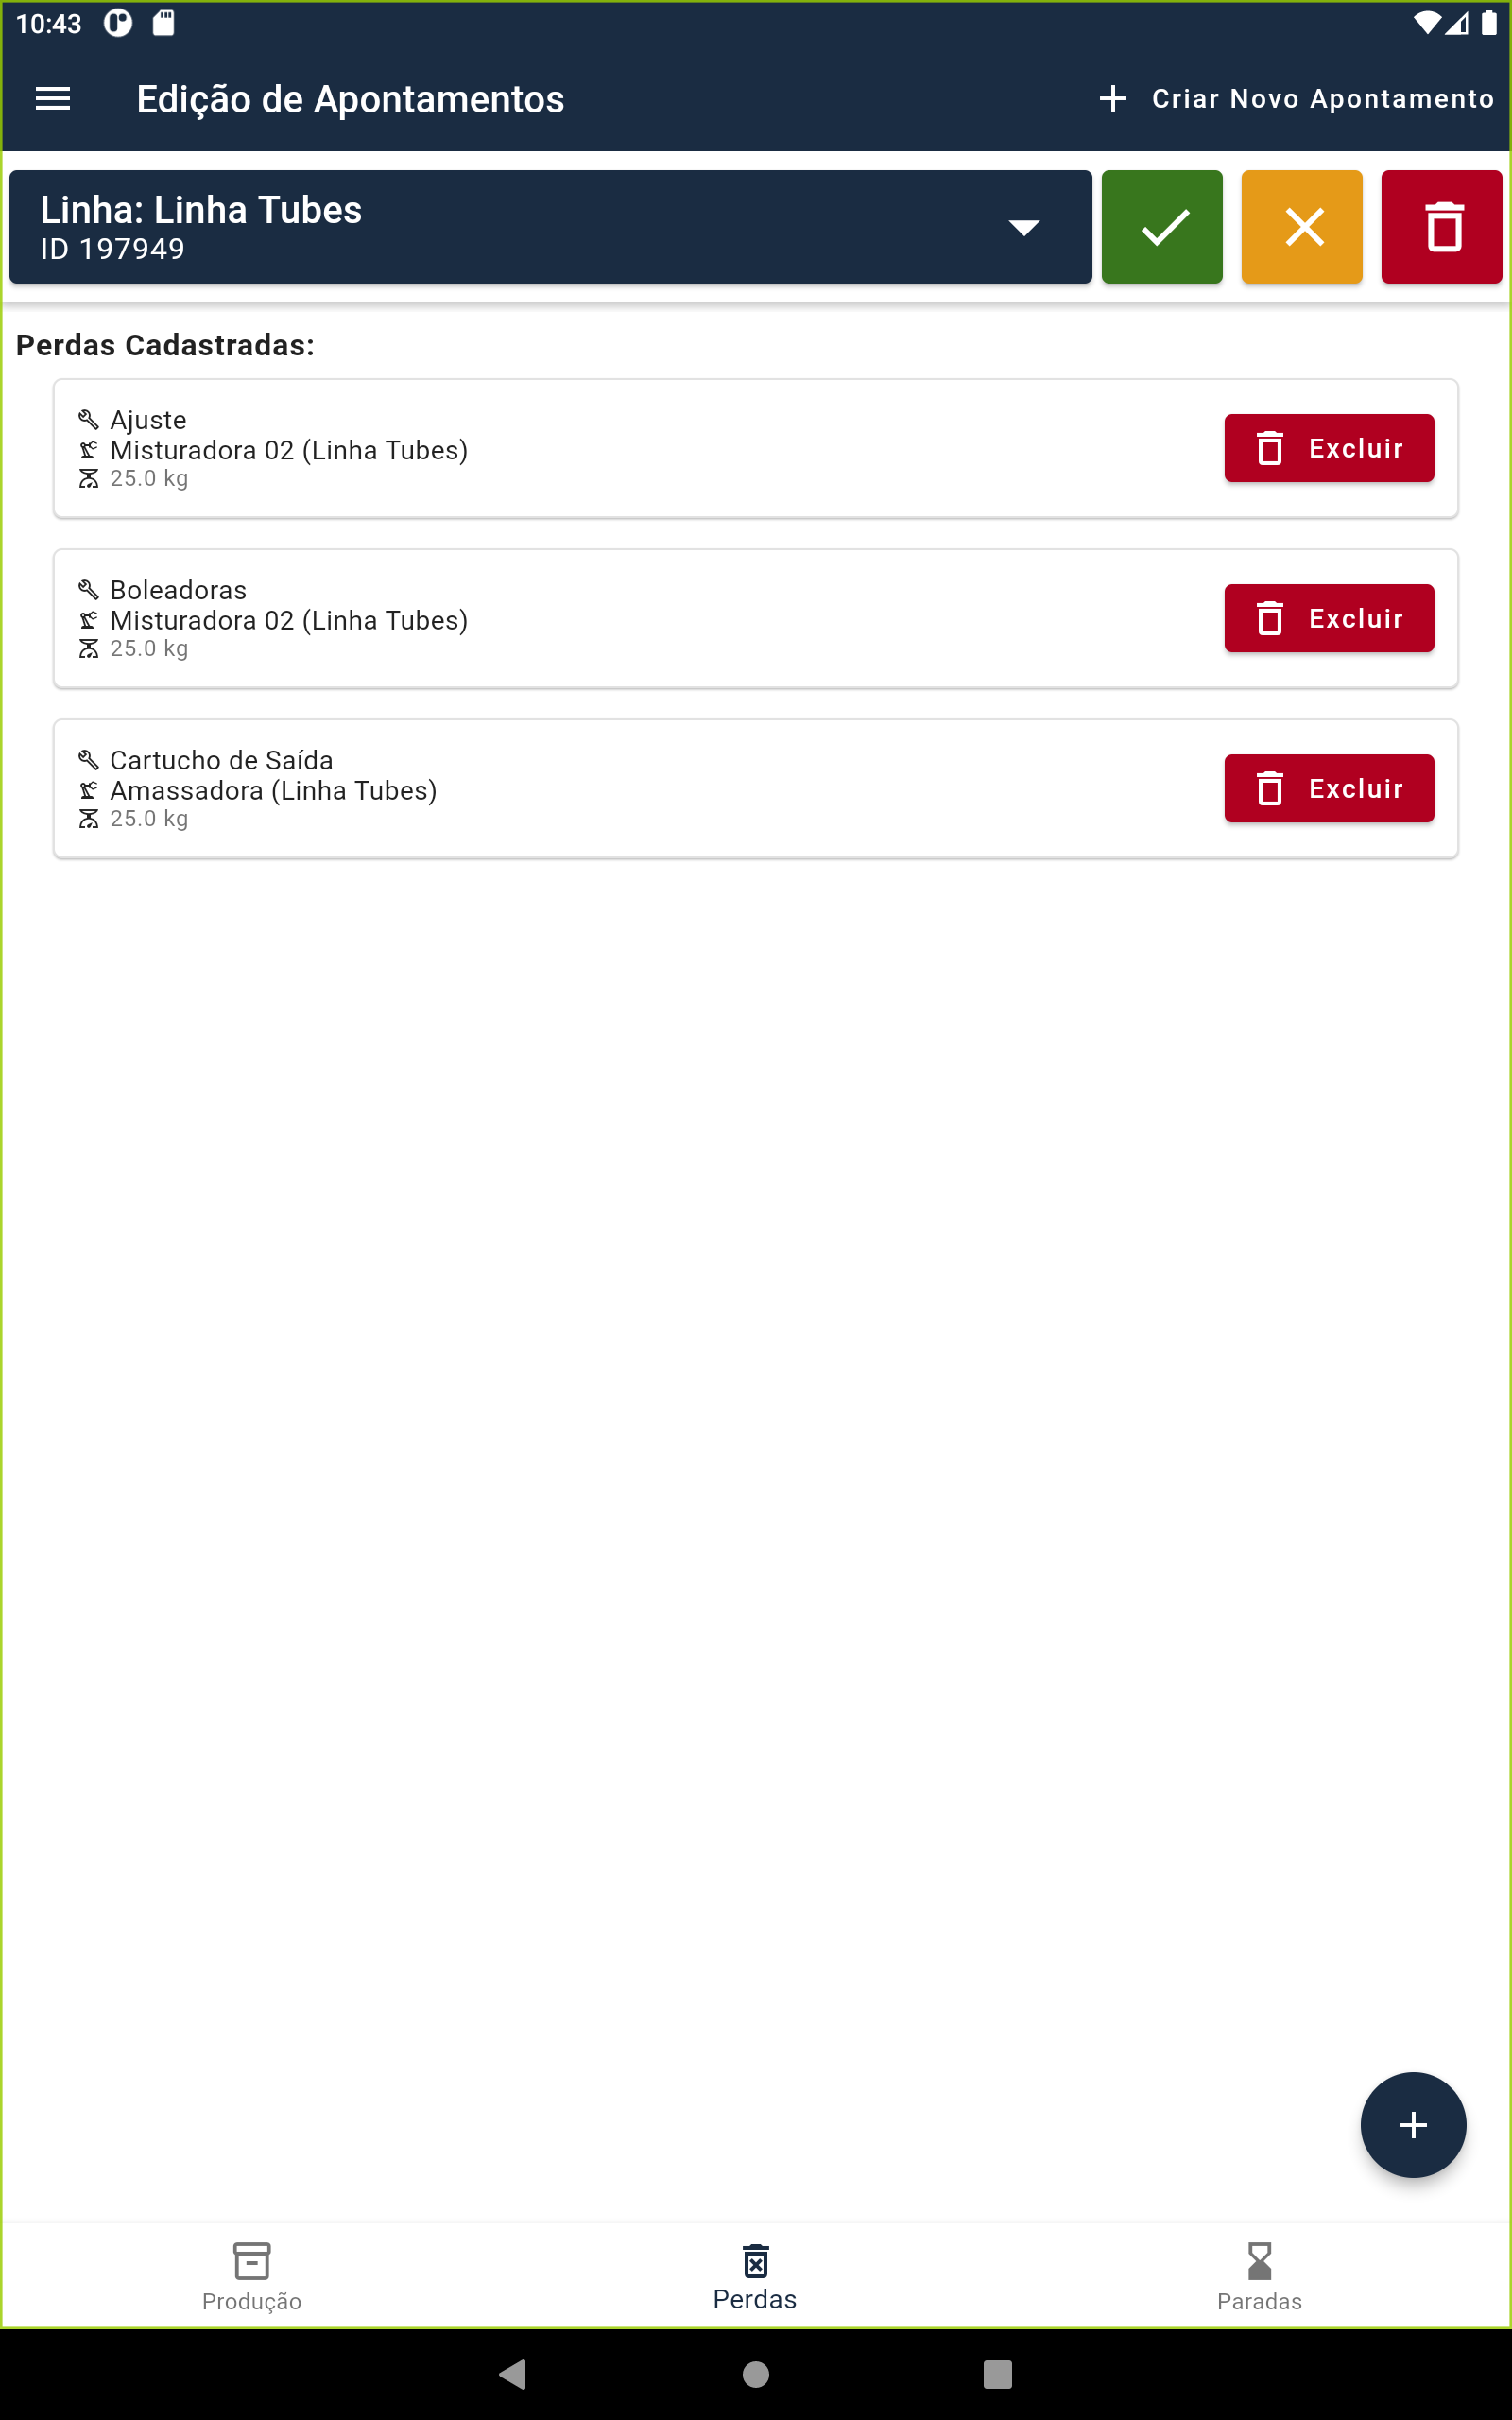 10:43
Edição de Apontamentos
Criar Novo Apontamento
Linha: Linha Tubes
ID 197949
Perdas Cadastradas:
Ajuste
Misturadora 02 (Linha Tubes)
25.0 kg
Excluir
Boleadoras
Misturadora 02 (Linha Tubes)
25.0 kg
Excluir
Cartucho de Saída
Amassadora (Linha Tubes)
25.0 kg
Excluir
Produção
Perdas
Paradas